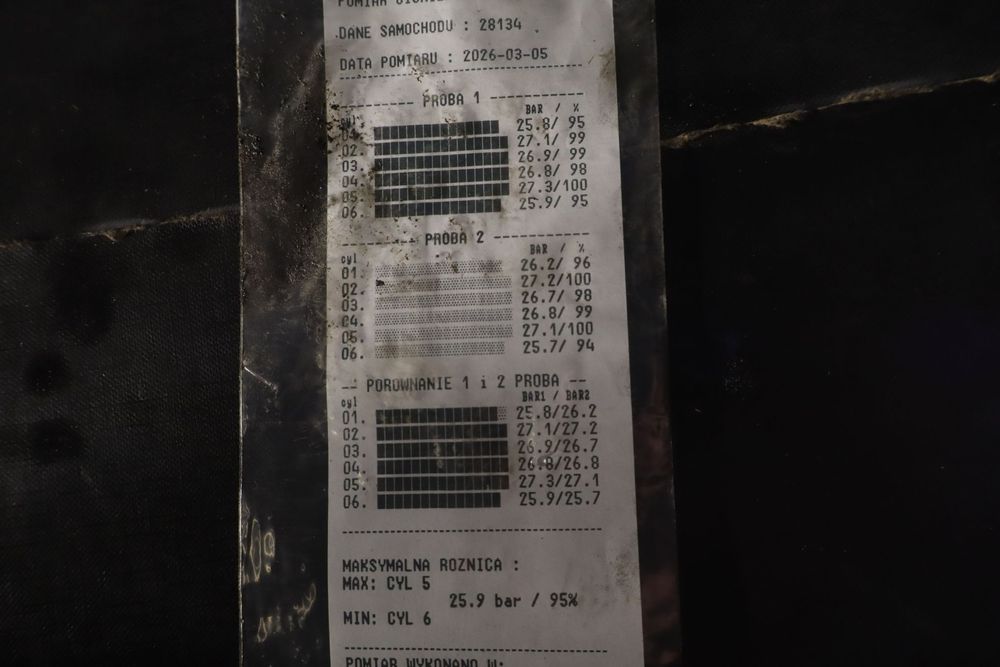 DANE SAMOCHODU : 28134
DATA POMIARU : 2026-03-05
PROBA 1
BAR / %
cyl.
01. 25.8/ 95
02. 27.1/ 99
03. 26.9/ 99
04. 26.8/ 98
05. 27.3/100
06. 25.9/ 95
PROBA 2
cyl BAR / %
01. 26.2/ 96
02. 27.2/100
03. 26.7/ 98
04. 26.8/ 99
05. 27.1/100
06. 25.7/ 94
-- POROWNANIE 1 i 2 PROBA --
cyl BAR1 / BAR2
01. 25.8/26.2
02. 27.1/27.2
03. 26.9/26.7
04. 26.8/26.8
05. 27.3/27.1
06. 25.9/25.7
MAKSYMALNA ROZNICA :
MAX: CYL 5
25.9 bar / 95%
MIN: CYL 6
POMIAR WYKONANO W: